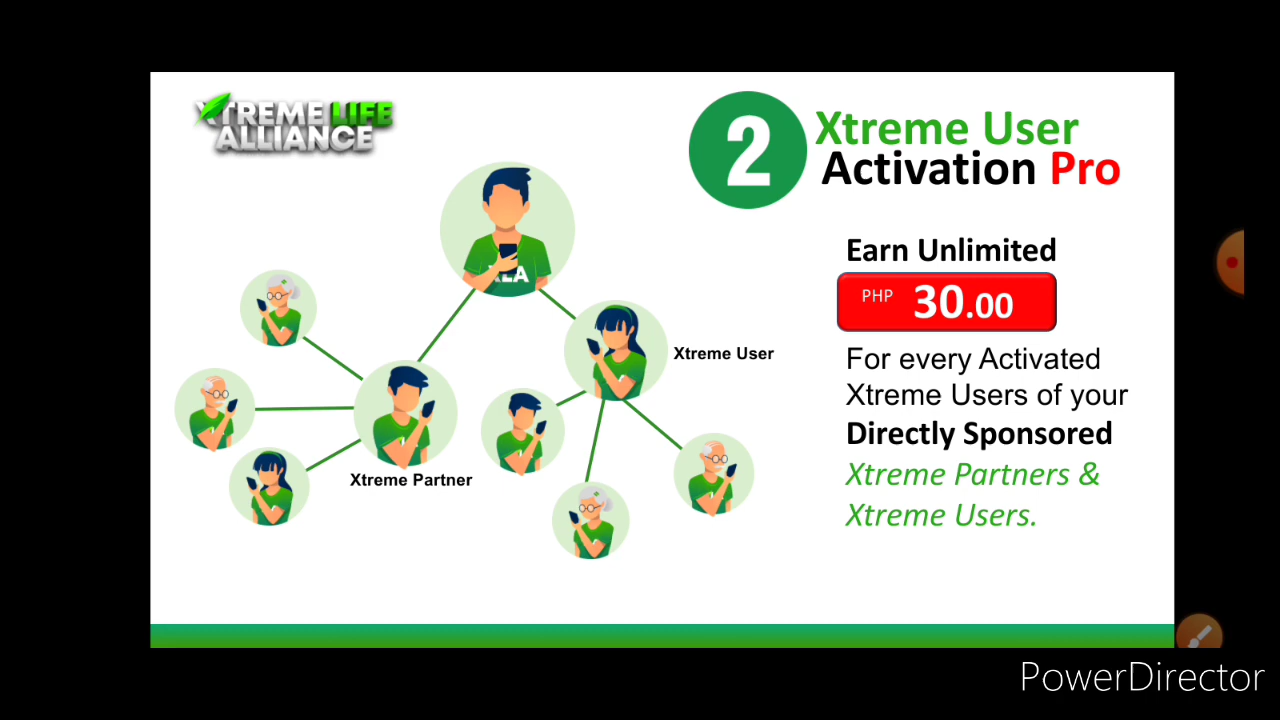 XTREME LIFE
ALLIANCE
2
Xtreme User
Activation Pro
Earn Unlimited
PHP 30.00
For every Activated
Xtreme Users of your
Directly Sponsored
Xtreme Partners &
Xtreme Users.
XLA
Xtreme User
Xtreme Partner
PowerDirector